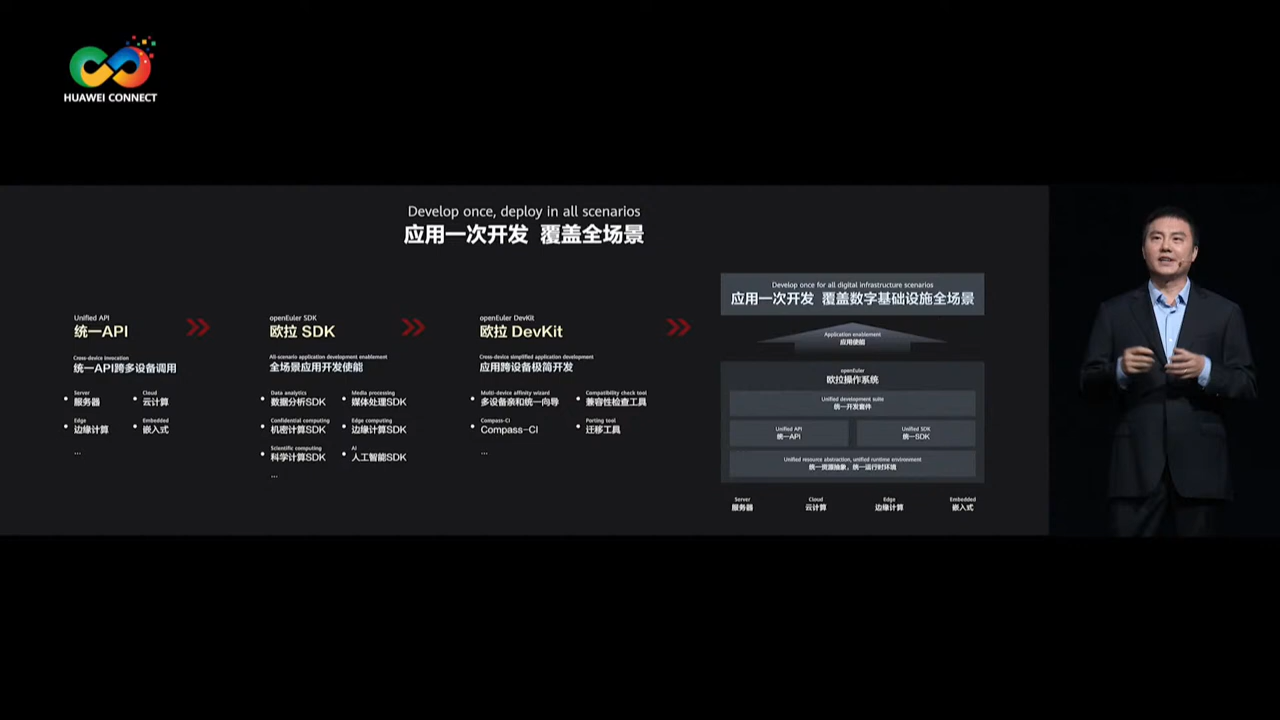 HUAWEI CONNECT
Develop once, deploy in all scenarios
应用一次开发 覆盖全场景
Unified API
统一API
Cross-device invocation
统一API跨多设备调用
Server
服务器
Cloud
云计算
Edge
边缘计算
Embedded
嵌入式
...
openEuler SDK
欧拉 SDK
All-scenario application development enablement
全场景应用开发使能
Data analytics
数据分析SDK
Media processing
媒体处理SDK
Confidential computing
机密计算SDK
Edge computing
边缘计算SDK
Scientific computing
科学计算SDK
AI
人工智能SDK
...
openEuler DevKit
欧拉 DevKit
Cross-device simplified application development
应用跨设备极简开发
Multi-device affinity wizard
多设备亲和统一向导
Compatibility check tool
兼容性检查工具
Compass-CI
Compass-CI
Porting tool
迁移工具
...
Develop once for all digital infrastructure scenarios
应用一次开发 覆盖数字基础设施全场景
Application enablement
应用使能
openEuler
欧拉操作系统
Unified development suite
统一开发套件
Unified API
统一API
Unified SDK
统一SDK
Unified resource abstraction, unified runtime environment
统一资源抽象，统一运行时环境
Server
服务器
Cloud
云计算
Edge
边缘计算
Embedded
嵌入式